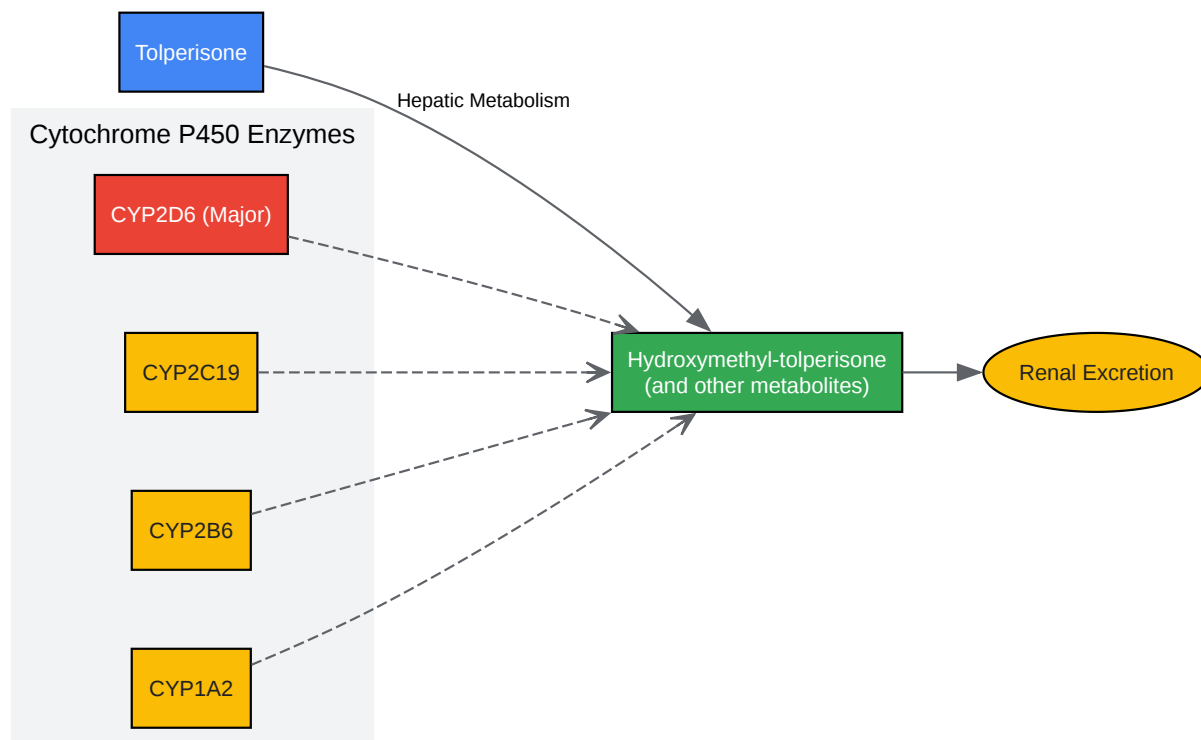 Tolperisone
Hepatic Metabolism
Cytochrome P450 Enzymes
CYP2D6 (Major)
CYP2C19
Hydroxymethyl-tolperisone
(and other metabolites)
Renal Excretion
CYP2B6
CYP1A2